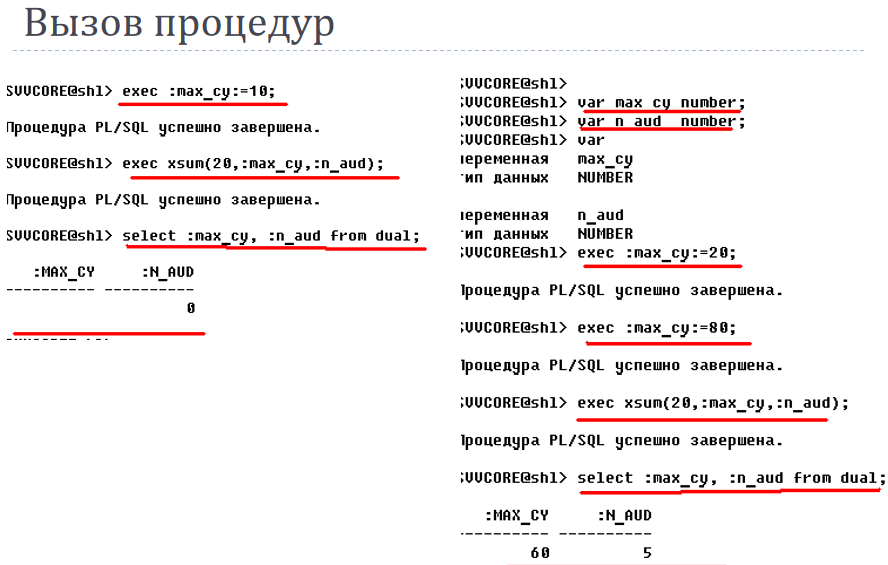 Вызов процедур
SVVCORE@shl> exec :max_cy:=10;
Процедура PL/SQL успешно завершена.
SVVCORE@shl> exec xsum(20,:max_cy,:n_aud);
Процедура PL/SQL успешно завершена.
SVVCORE@shl> select :max_cy, :n_aud from dual;
:MAX_CY :N_AUD
---------- ----------
0
SVVCORE@shl>
SVVCORE@shl> var max_cy number;
SVVCORE@shl> var n_aud number;
SVVCORE@shl> var
переменная max_cy
тип данных NUMBER
переменная n_aud
тип данных NUMBER
SVVCORE@shl> exec :max_cy:=20;
Процедура PL/SQL успешно завершена.
SVVCORE@shl> exec :max_cy:=80;
Процедура PL/SQL успешно завершена.
SVVCORE@shl> exec xsum(20,:max_cy,:n_aud);
Процедура PL/SQL успешно завершена.
SVVCORE@shl> select :max_cy, :n_aud from dual;
:MAX_CY :N_AUD
---------- ----------
60 5